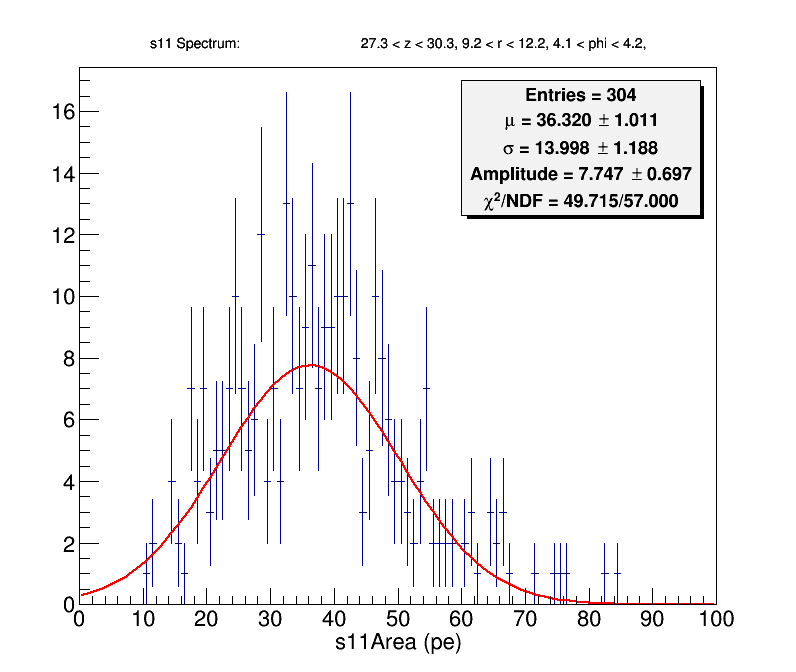 s11 Spectrum: 27.3 < z < 30.3, 9.2 < r < 12.2, 4.1 < phi < 4.2,
Entries = 304
μ = 36.320 ± 1.011
σ = 13.998 ± 1.188
Amplitude = 7.747 ± 0.697
χ²/NDF = 49.715/57.000
16
14
12
10
8
6
4
2
0
0 10 20 30 40 50 60 70 80 90 100
s11Area (pe)